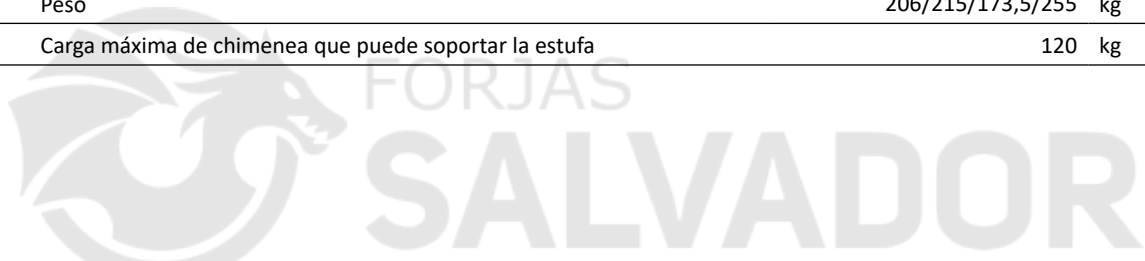 Peso 206/215/173,5/255 kg
Carga máxima de chimenea que puede soportar la estufa 120 kg
FORJAS
SALVADOR